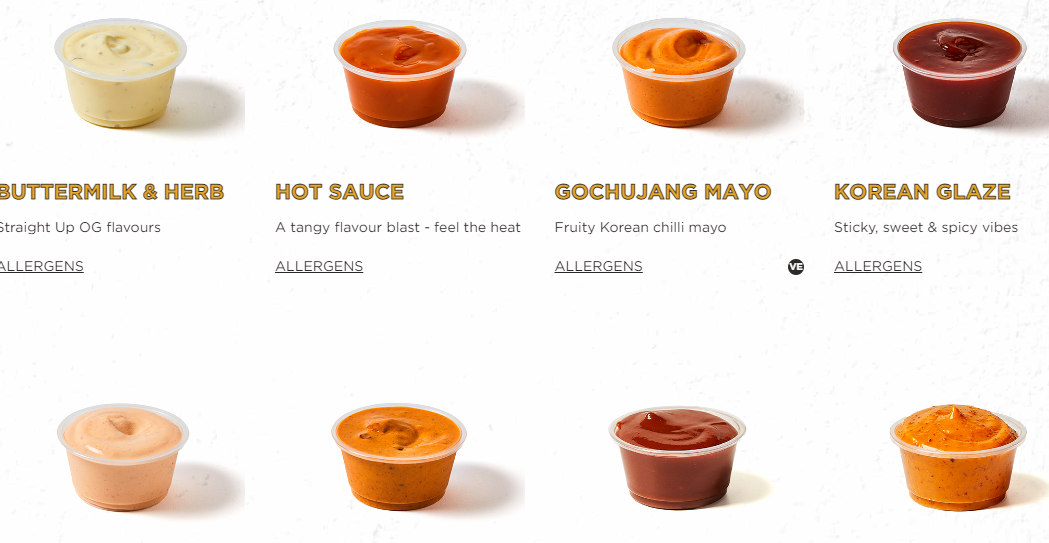 BUTTERMILK & HERB
Straight Up OG flavours
ALLERGENS
HOT SAUCE
A tangy flavour blast - feel the heat
ALLERGENS
GOCHUJANG MAYO
Fruity Korean chilli mayo
ALLERGENS
VE
KOREAN GLAZE
Sticky, sweet & spicy vibes
ALLERGENS